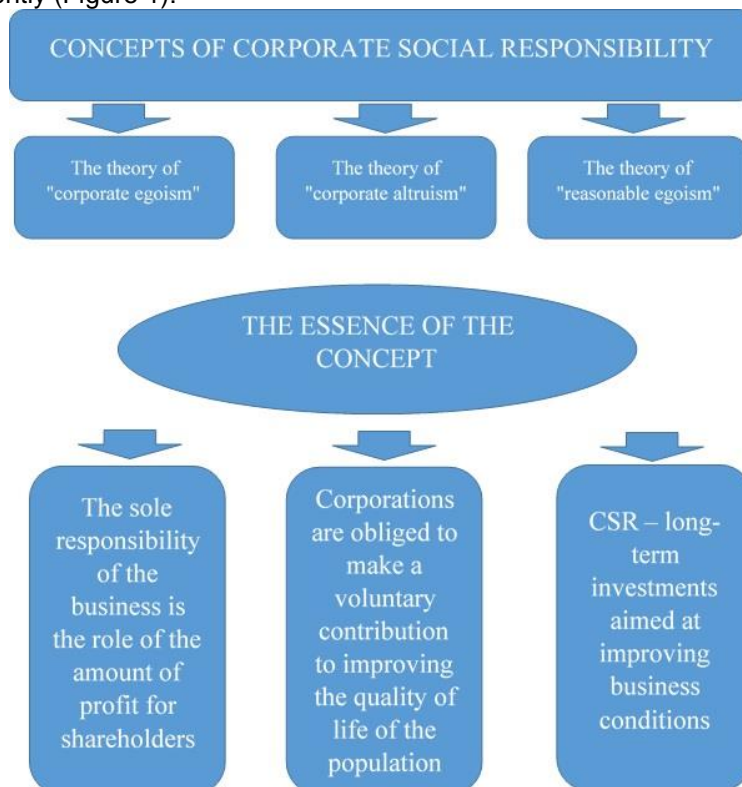 ently (Figure 1).
CONCEPTS OF CORPORATE SOCIAL RESPONSIBILITY
The theory of
"corporate egoism"
The theory of
"corporate altruism"
The theory of
"reasonable egoism"
THE ESSENCE OF THE
CONCEPT
The sole
responsibility
of the
business is
the role of the
amount of
profit for
shareholders
Corporations
are obliged to
make a
voluntary
contribution
to improving
the quality of
life of the
population
CSR – long-
term
investments
aimed at
improving
business
conditions